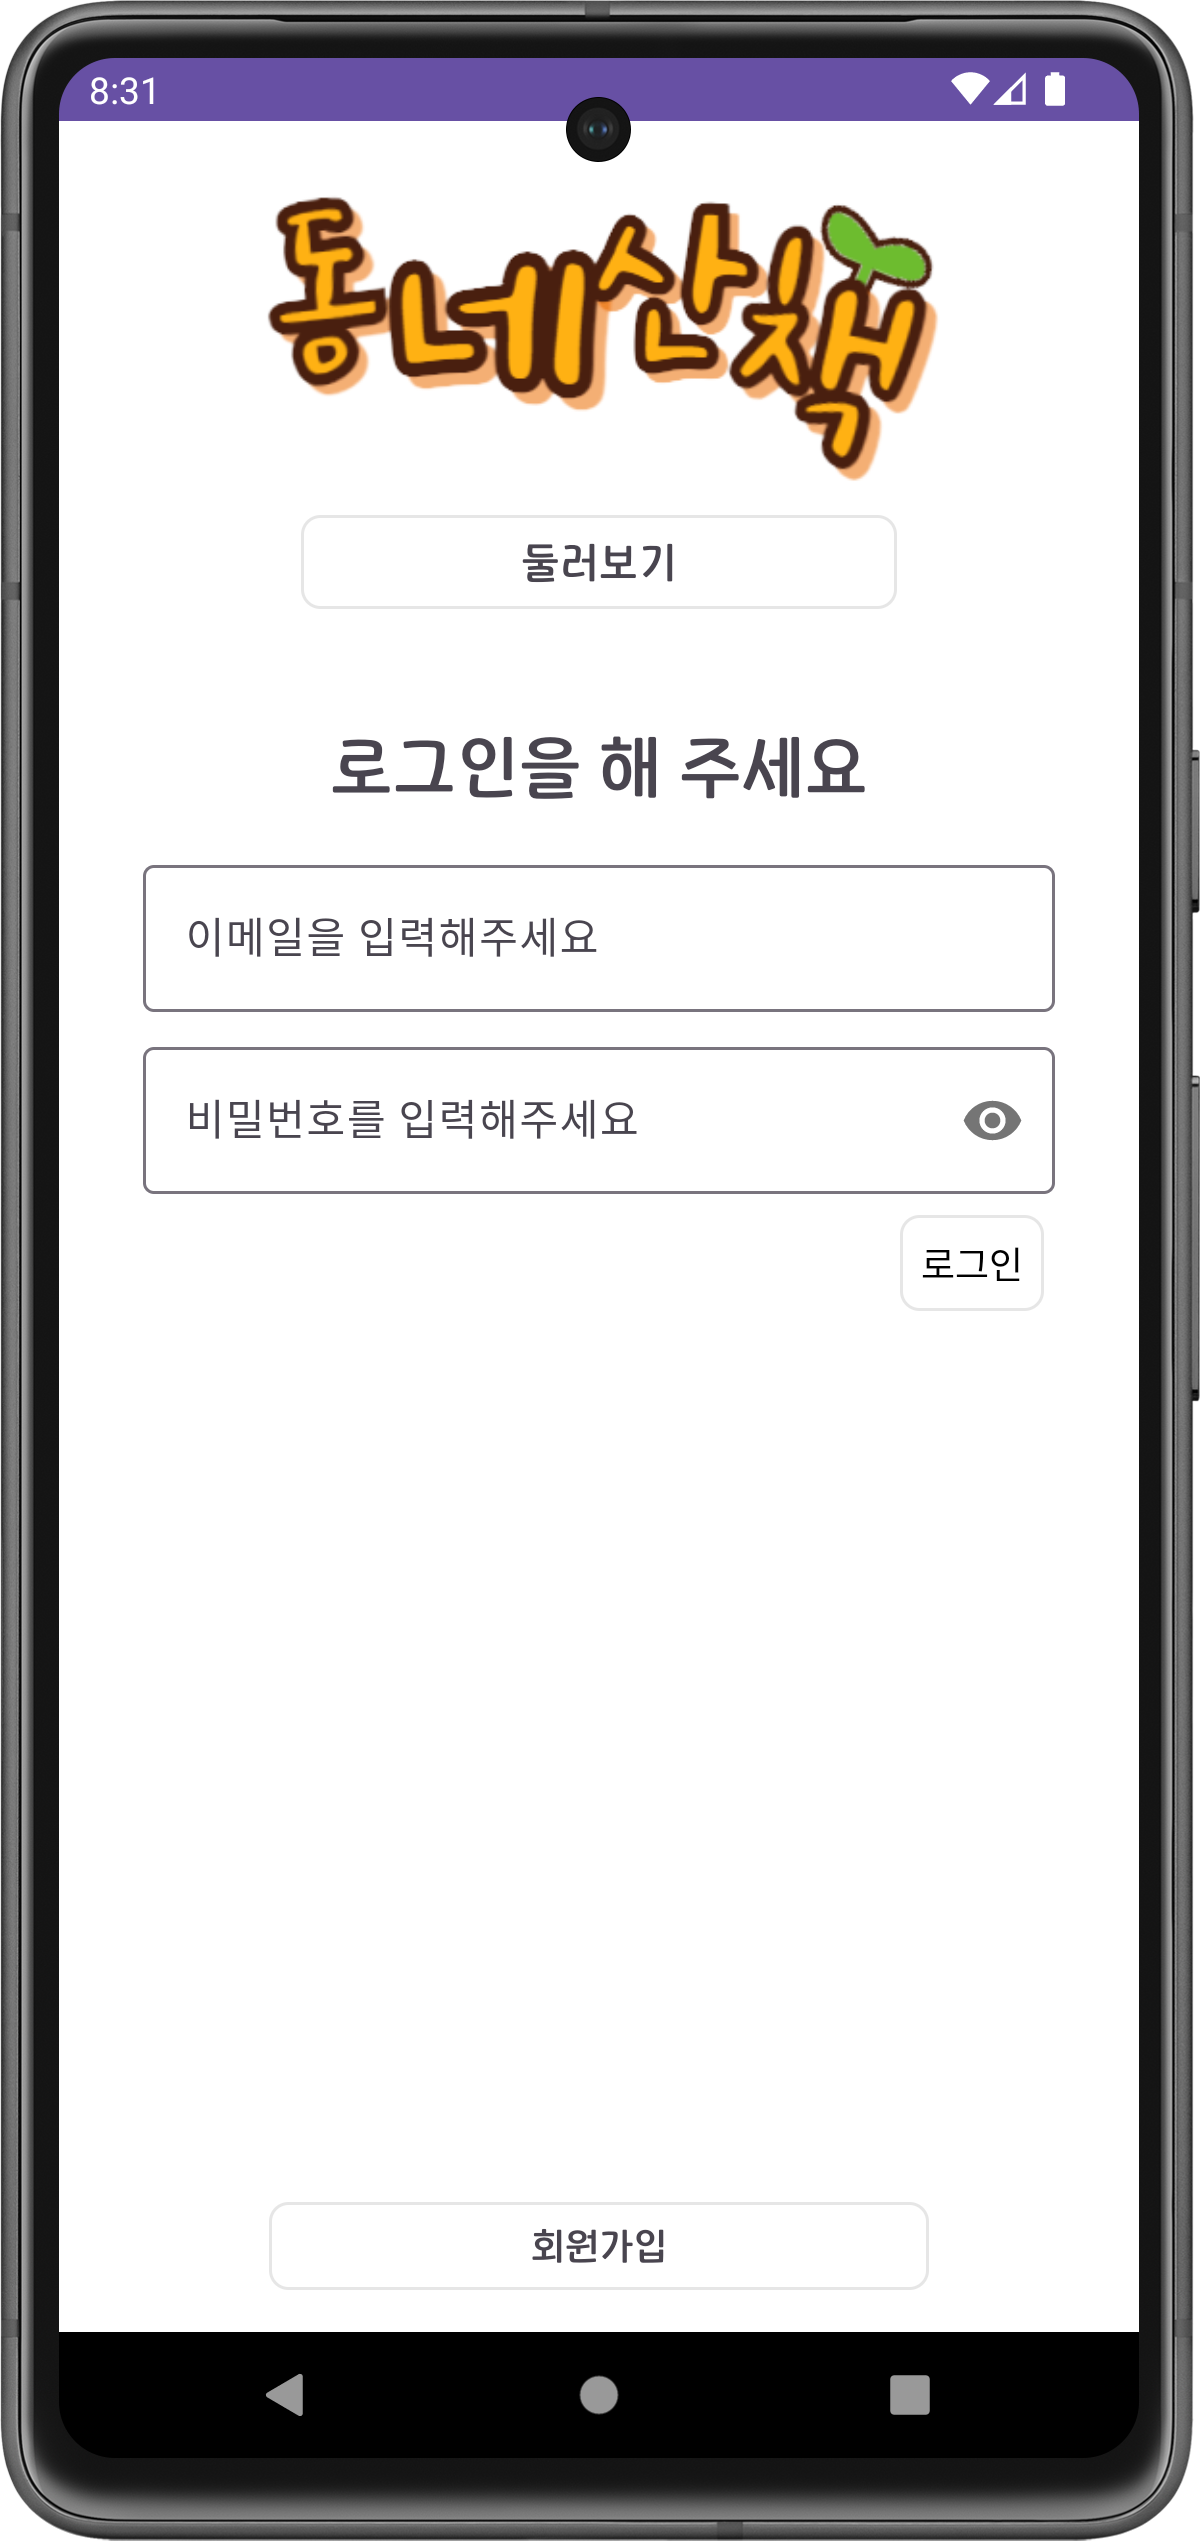 8:31
동네산책
둘러보기
로그인을 해 주세요
이메일을 입력해주세요
비밀번호를 입력해주세요
로그인
회원가입